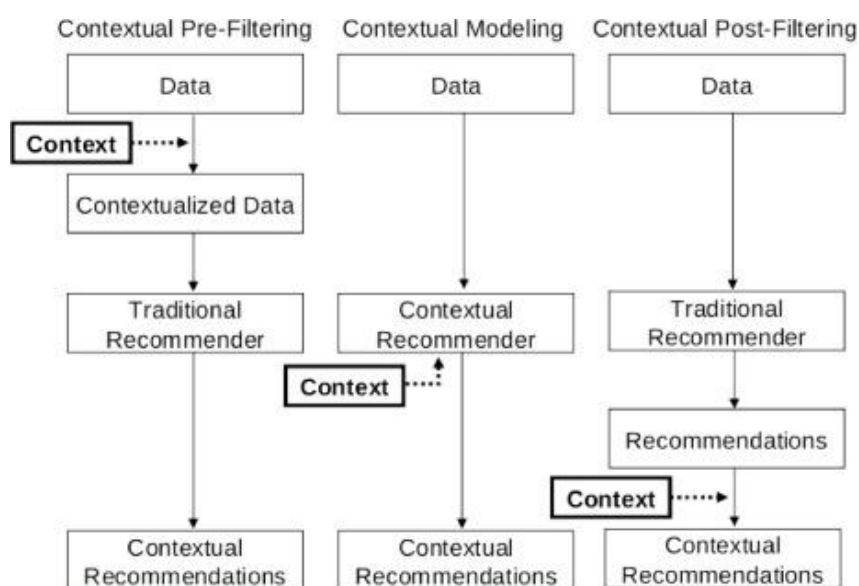 Contextual Pre-Filtering
Contextual Modeling
Contextual Post-Filtering
Data
Data
Data
Context
Contextualized Data
Traditional
Recommender
Contextual
Recommender
Traditional
Recommender
Context
Recommendations
Context
Contextual
Recommendations
Contextual
Recommendations
Contextual
Recommendations